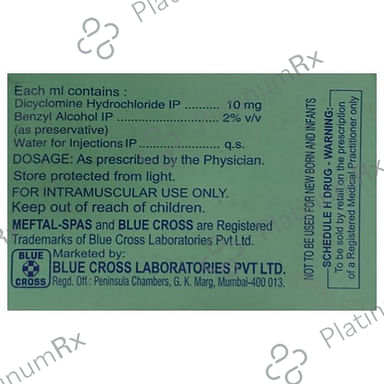 Each ml contains :
Dicyclomine Hydrochloride IP .......... 10 mg
Benzyl Alcohol IP ........................... 2% v/v
(as preservative)
Water for Injections IP ..................... q.s.
DOSAGE: As prescribed by the Physician.
Store protected from light.
FOR INTRAMUSCULAR USE ONLY.
Keep out of reach of children.
MEFTAL-SPAS and BLUE CROSS are Registered
Trademarks of Blue Cross Laboratories Pvt Ltd.
Marketed by:
BLUE
CROSS
BLUE CROSS LABORATORIES PVT LTD.
Regd. Off.: Peninsula Chambers, G. K. Marg, Mumbai-400 013.
NOT TO BE USED FOR NEW BORN AND INFANTS
SCHEDULE H DRUG - WARNING:-
To be sold by retail on the prescription
of a Registered Medical Practitioner only
PlatinumRx
PlatinumRx
PlatinumRx
Platin
inumRx
Platin